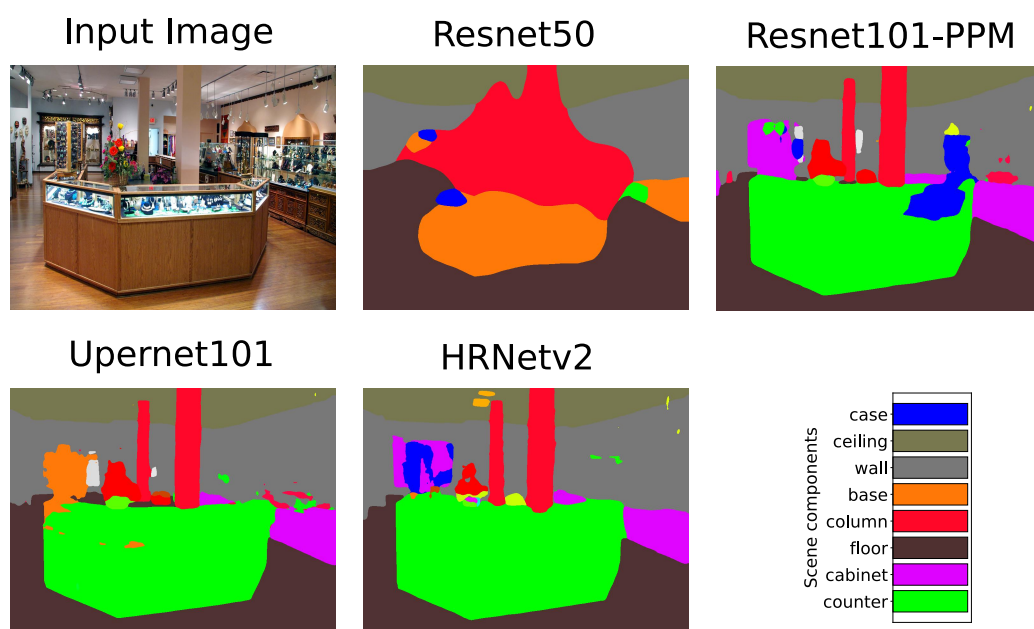 Input Image
Resnet50
Resnet101-PPM
Upernet101
HRNetv2
Scene components
case
ceiling
wall
base
column
floor
cabinet
counter